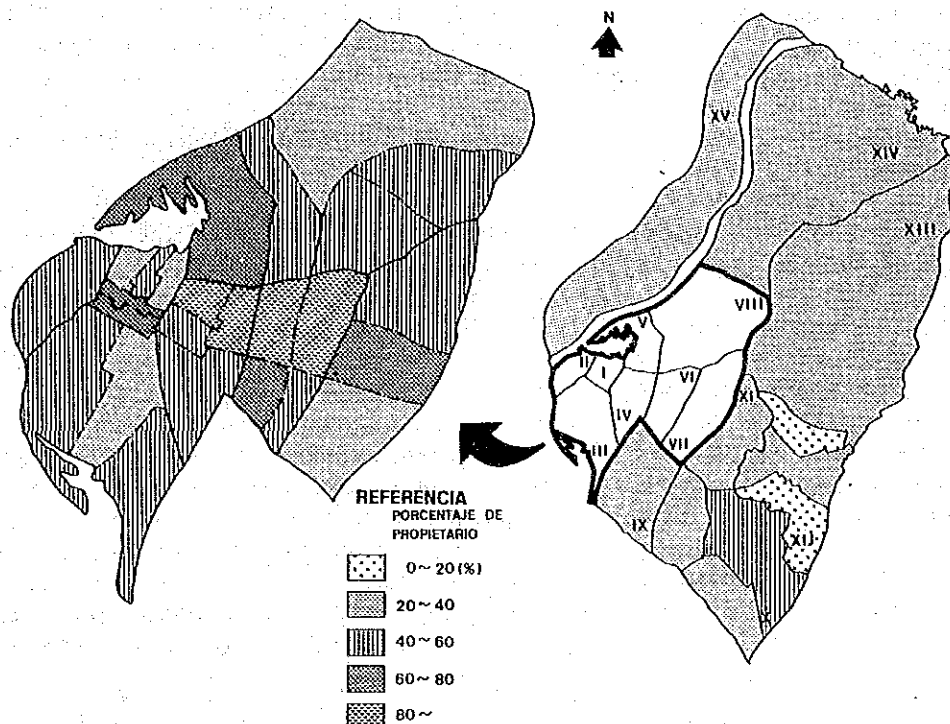 N
XV
XIV
XIII
VIII
V
II
I
VI
XI
IV
III
VII
IX
XII
X
REFERENCIA
PORCENTAJE DE
PROPIETARIO
0~20(%)
20~40
40~60
60~80
80~